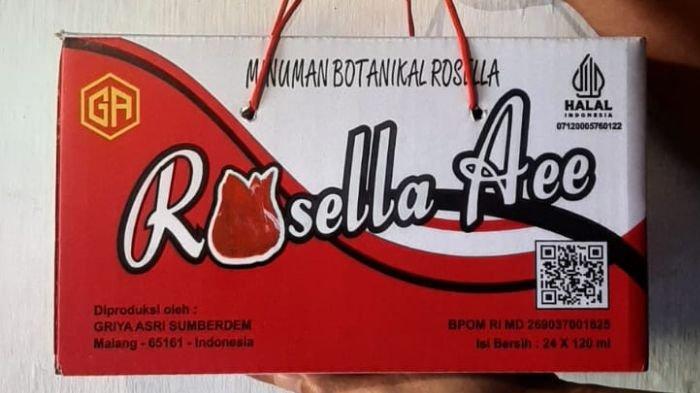 MINUMAN BOTANIKAL ROSELLA
GA
HALAL
INDONESIA
07120005760122
Rosella Aee
Diproduksi oleh :
GRIYA ASRI SUMBERDEM
Malang - 65161 - Indonesia
BPOM RI MD 269037001825
Isi Bersih : 24 X 120 ml